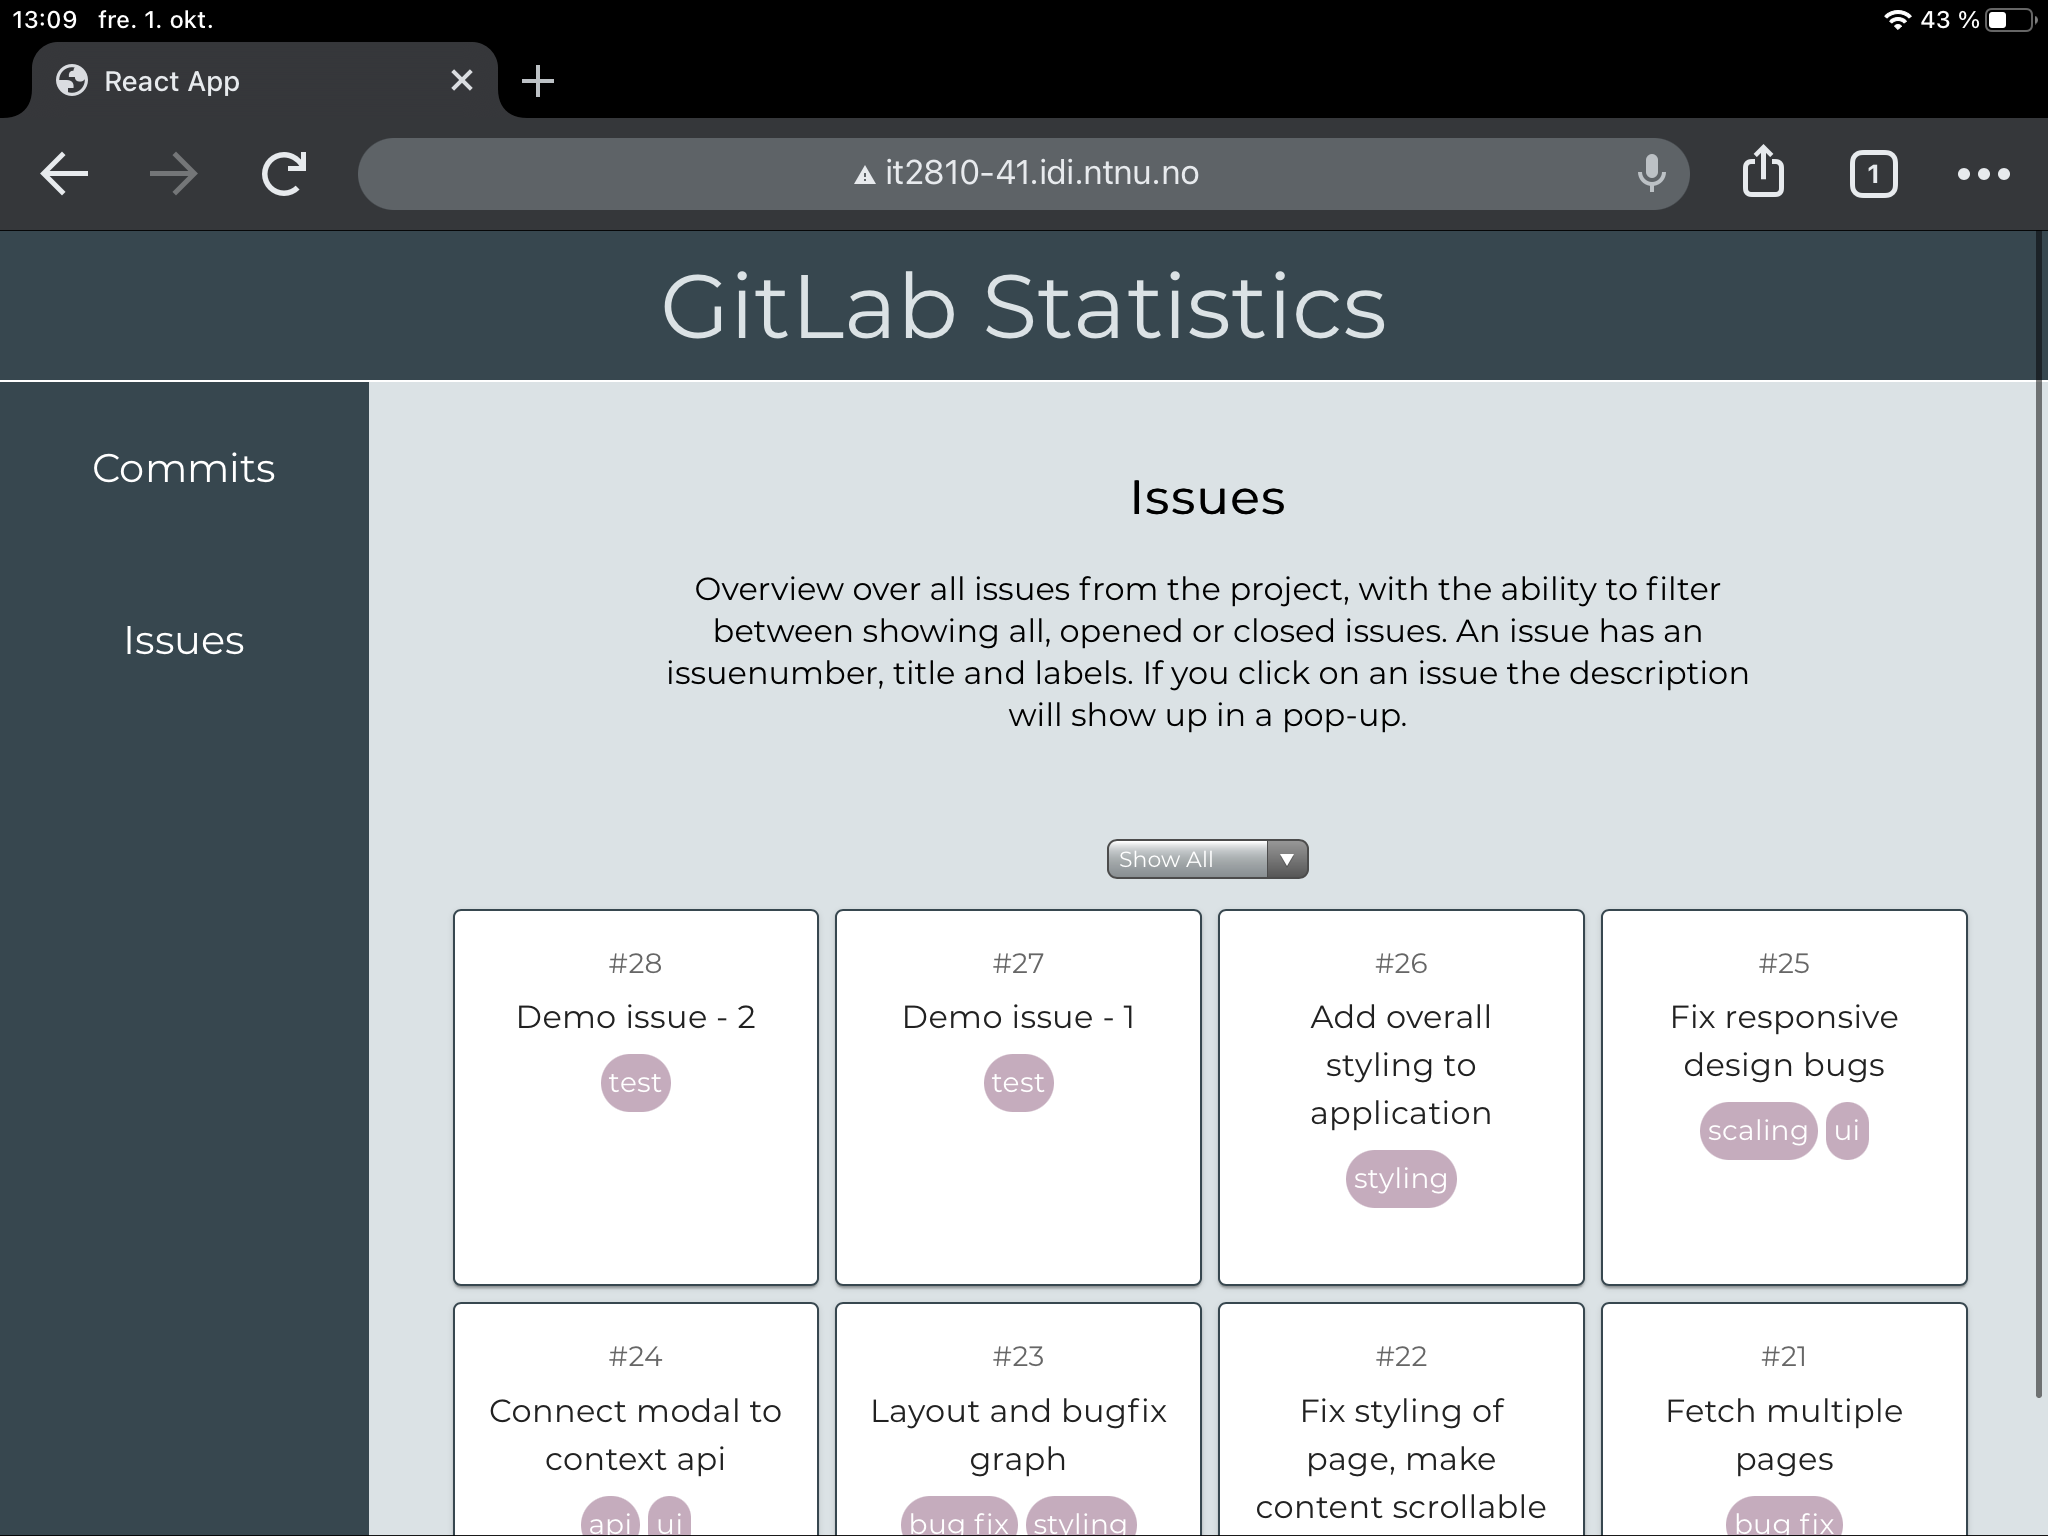 13:09 fre. 1. okt.
43 %
React App
it2810-41.idi.ntnu.no
1
GitLab Statistics
Commits
Issues
Issues
Overview over all issues from the project, with the ability to filter
between showing all, opened or closed issues. An issue has an
issuenumber, title and labels. If you click on an issue the description
will show up in a pop-up.
Show All
#28
Demo issue - 2
test
#27
Demo issue - 1
test
#26
Add overall
styling to
application
styling
#25
Fix responsive
design bugs
scaling ui
#24
Connect modal to
context api
api ui
#23
Layout and bugfix
graph
bug fix styling
#22
Fix styling of
page, make
content scrollable
#21
Fetch multiple
pages
bug fix